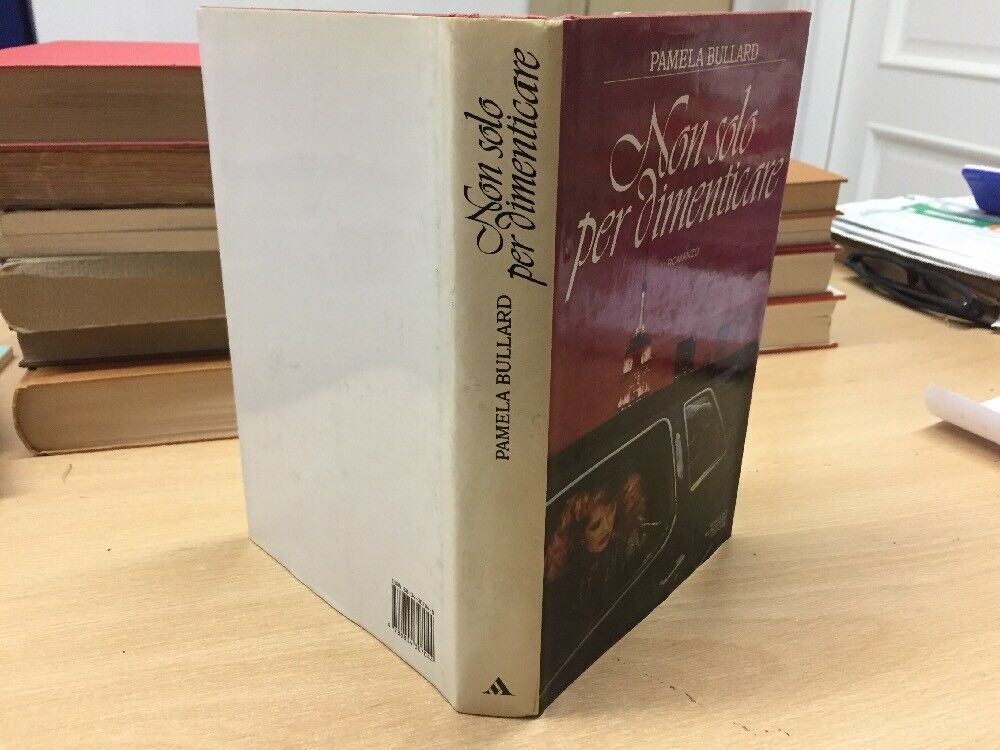 Non solo
per dimenticare
PAMELA BULLARD
PAMELA BULLARD
Non solo
per dimenticare
ROMANZO